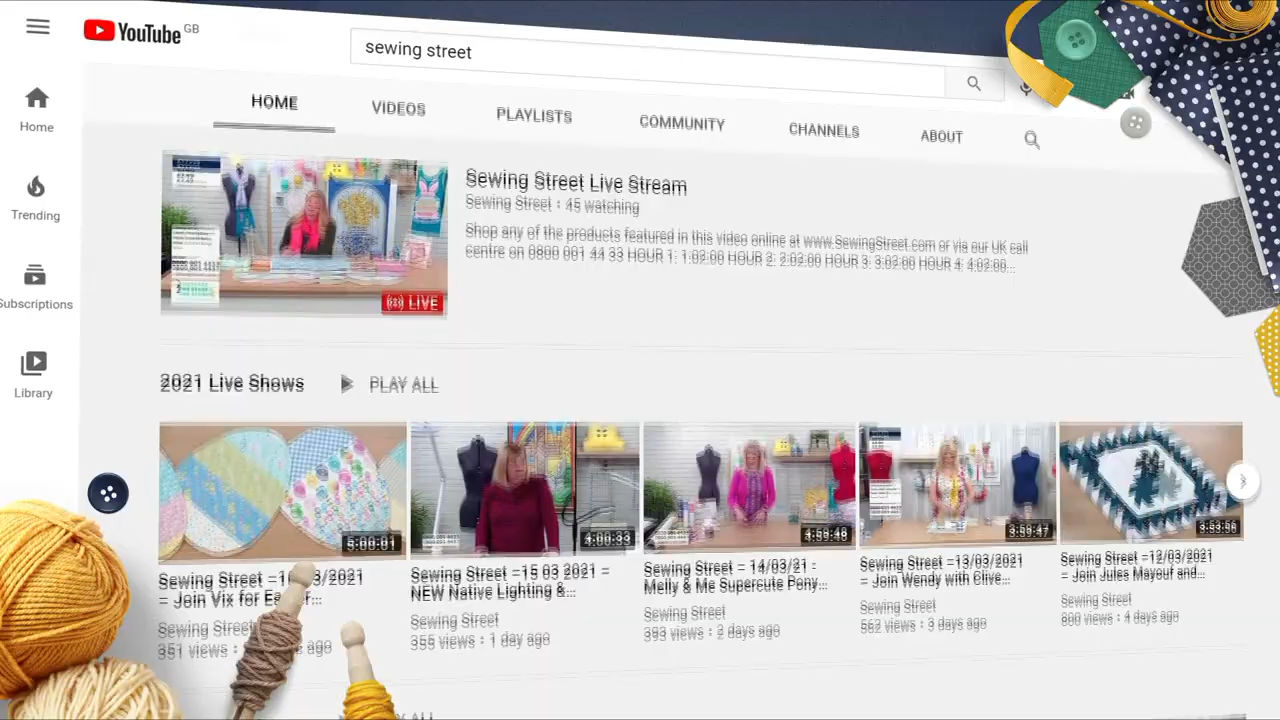 YouTube GB
sewing street
Home
Trending
Subscriptions
Library
HOME
VIDEOS
PLAYLISTS
COMMUNITY
CHANNELS
ABOUT
Sewing Street Live Stream
Sewing Street • 45 watching
Shop any of the products featured in this video online at www.SewingStreet.com or via our UK call
centre on 0800 001 44 33 HOUR 1: 1:02:00 HOUR 2: 2:02:00 HOUR 3: HOUR 4: 4:02:00...
LIVE
2021 Live Shows
PLAY ALL
5:00:01
Sewing Street - 3/2021
- Join Vix for
Sewing Street
351 views ago
4:00:33
Sewing Street - 15 03 2021 -
NEW Native Lighting &...
Sewing Street
355 views • 1 day ago
4:59:48
Sewing Street - 14/03/21 -
Melly & Me Supercute Pony...
Sewing Street
393 views • 2 days ago
3:59:47
Sewing Street -13/03/2021
- Join Wendy with Clive...
Sewing Street
562 views • 3 days ago
Sewing Street -12/03/2021
- Join Jules Mayouf and...
Sewing Street
800 views • 4 days ago